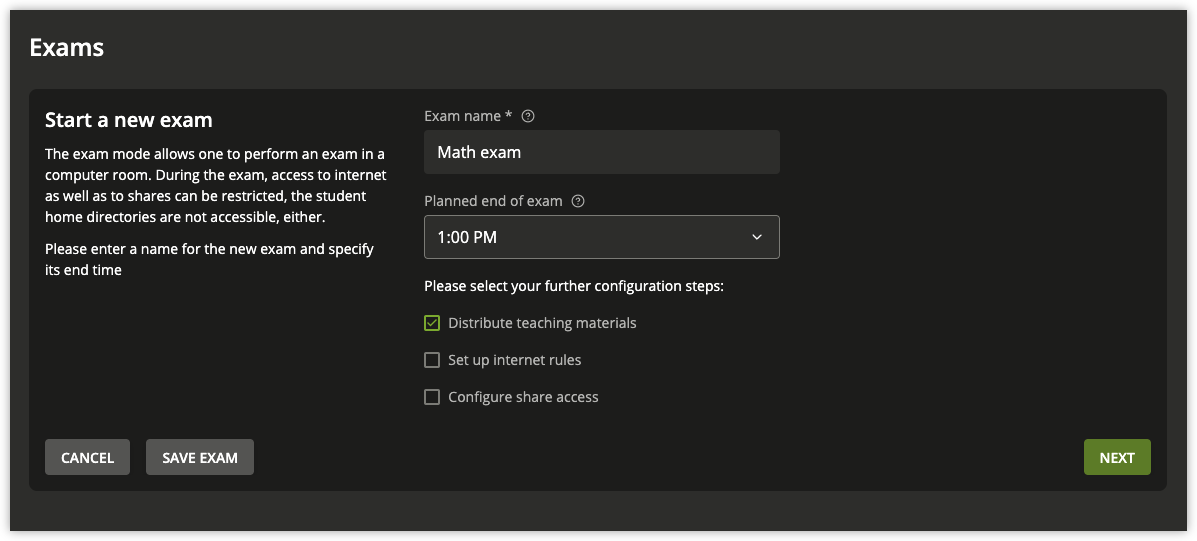 Exams
Start a new exam
The exam mode allows one to perform an exam in a
computer room. During the exam, access to internet
as well as to shares can be restricted, the student
home directories are not accessible, either.
Please enter a name for the new exam and specify
its end time
Exam name *
Math exam
Planned end of exam
1:00 PM
Please select your further configuration steps:
Distribute teaching materials
Set up internet rules
Configure share access
CANCEL
SAVE EXAM
NEXT